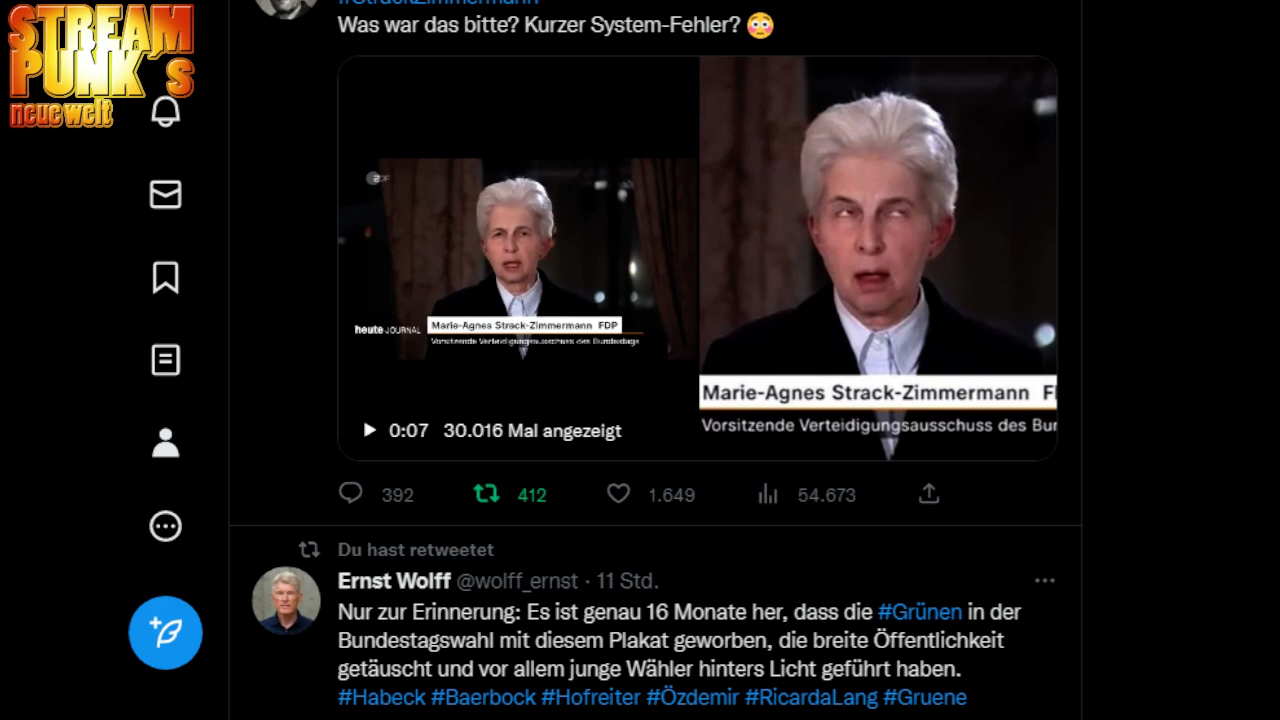 STREAM
PUNK´s
neue welt
#StrackZimmermann
Was war das bitte? Kurzer System-Fehler? 😳
ZDF
heute JOURNAL
Marie-Agnes Strack-Zimmermann FDP
Vorsitzende Verteidigungsausschuss des Bundestags
Marie-Agnes Strack-Zimmermann F
Vorsitzende Verteidigungsausschuss des Bun
0:07 30.016 Mal angezeigt
392 412 1.649 54.673
Du hast retweetet
Ernst Wolff @wolff_ernst · 11 Std.
Nur zur Erinnerung: Es ist genau 16 Monate her, dass die #Grünen in der
Bundestagswahl mit diesem Plakat geworben, die breite Öffentlichkeit
getäuscht und vor allem junge Wähler hinters Licht geführt haben.
#Habeck #Baerbock #Hofreiter #Özdemir #RicardaLang #Gruene